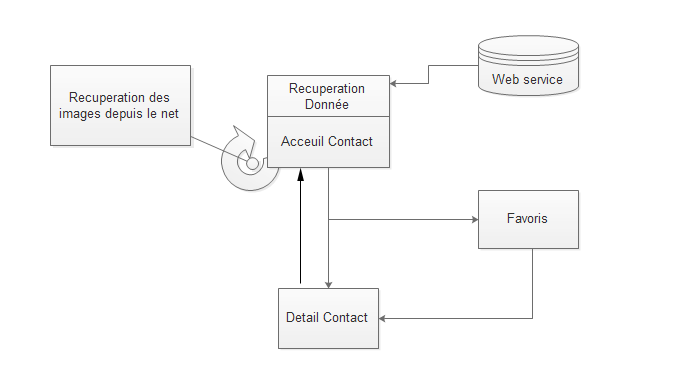 Recuperation des
images depuis le net
Recuperation
Donnée
Acceuil Contact
Web service
Favoris
Detail Contact